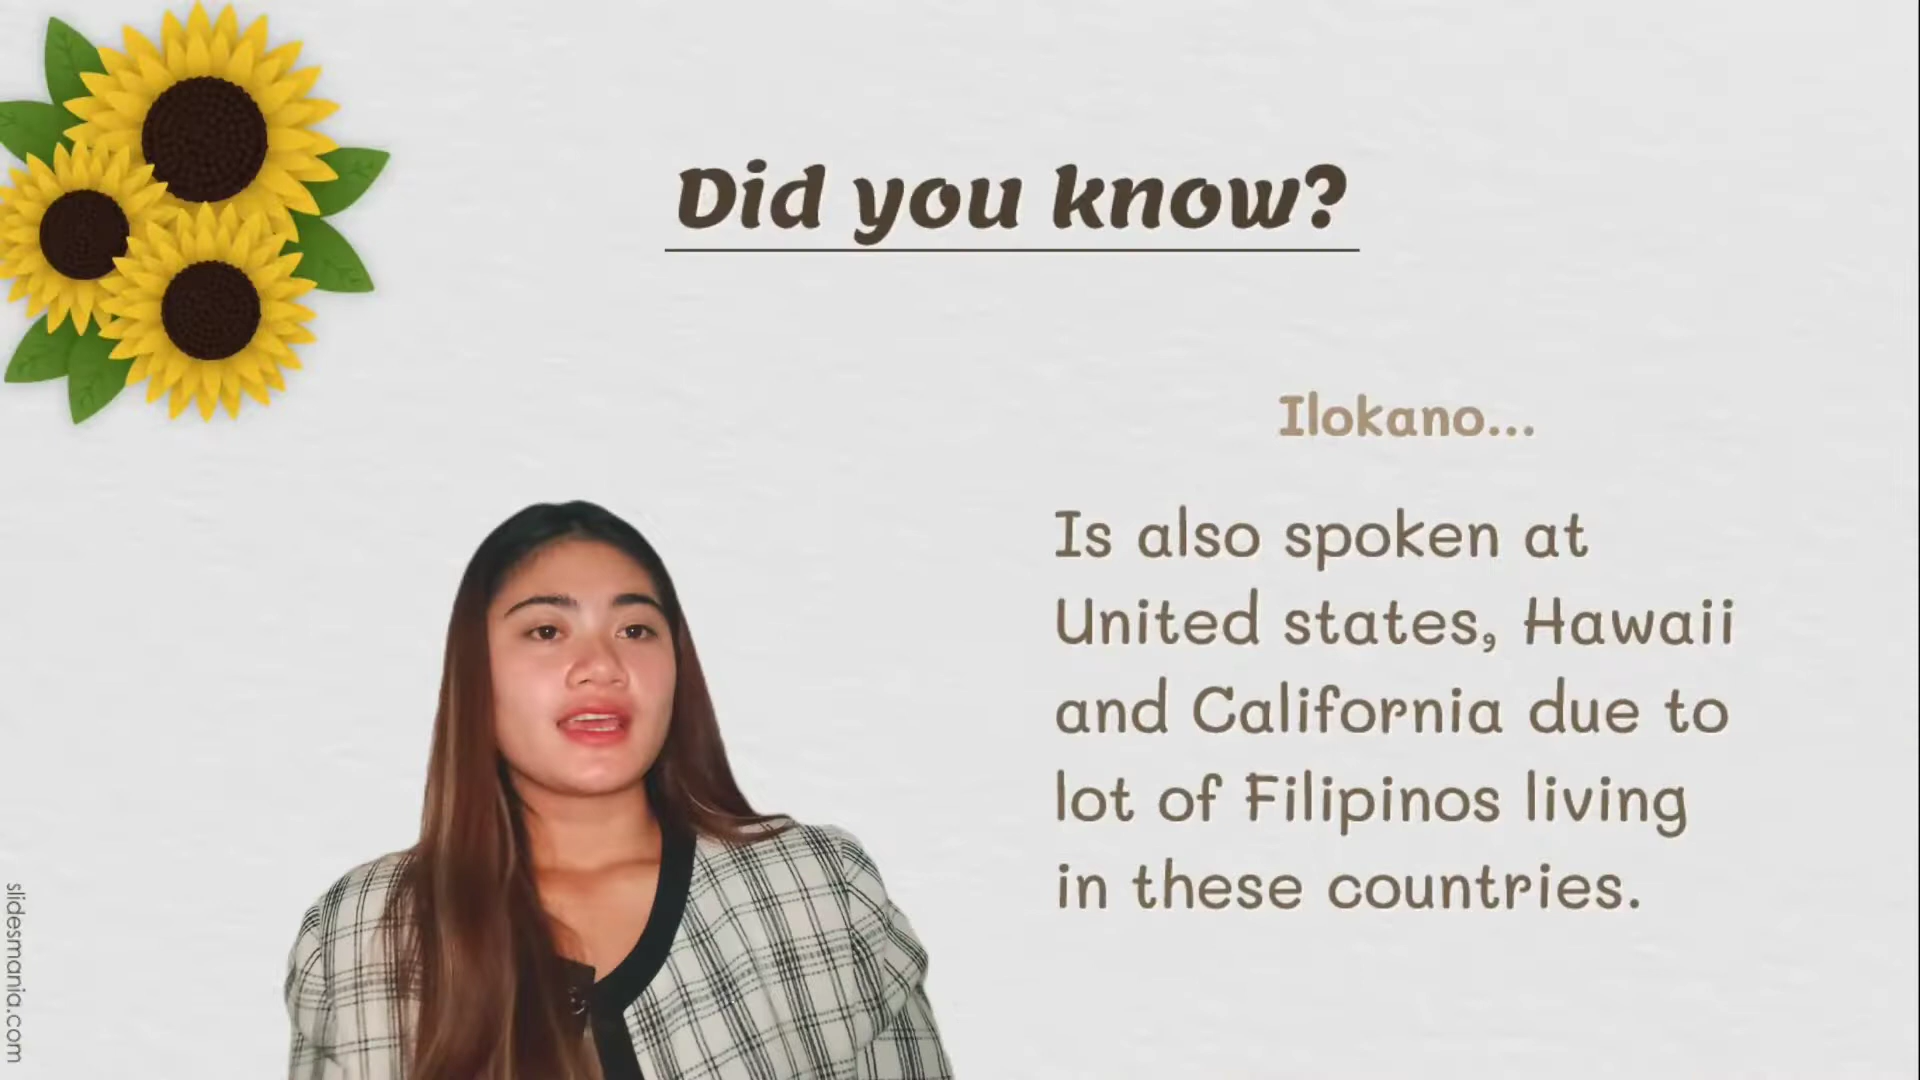 Did you know?
Ilokano...
Is also spoken at
United states, Hawaii
and California due to
lot of Filipinos living
in these countries.
slidesmania.com